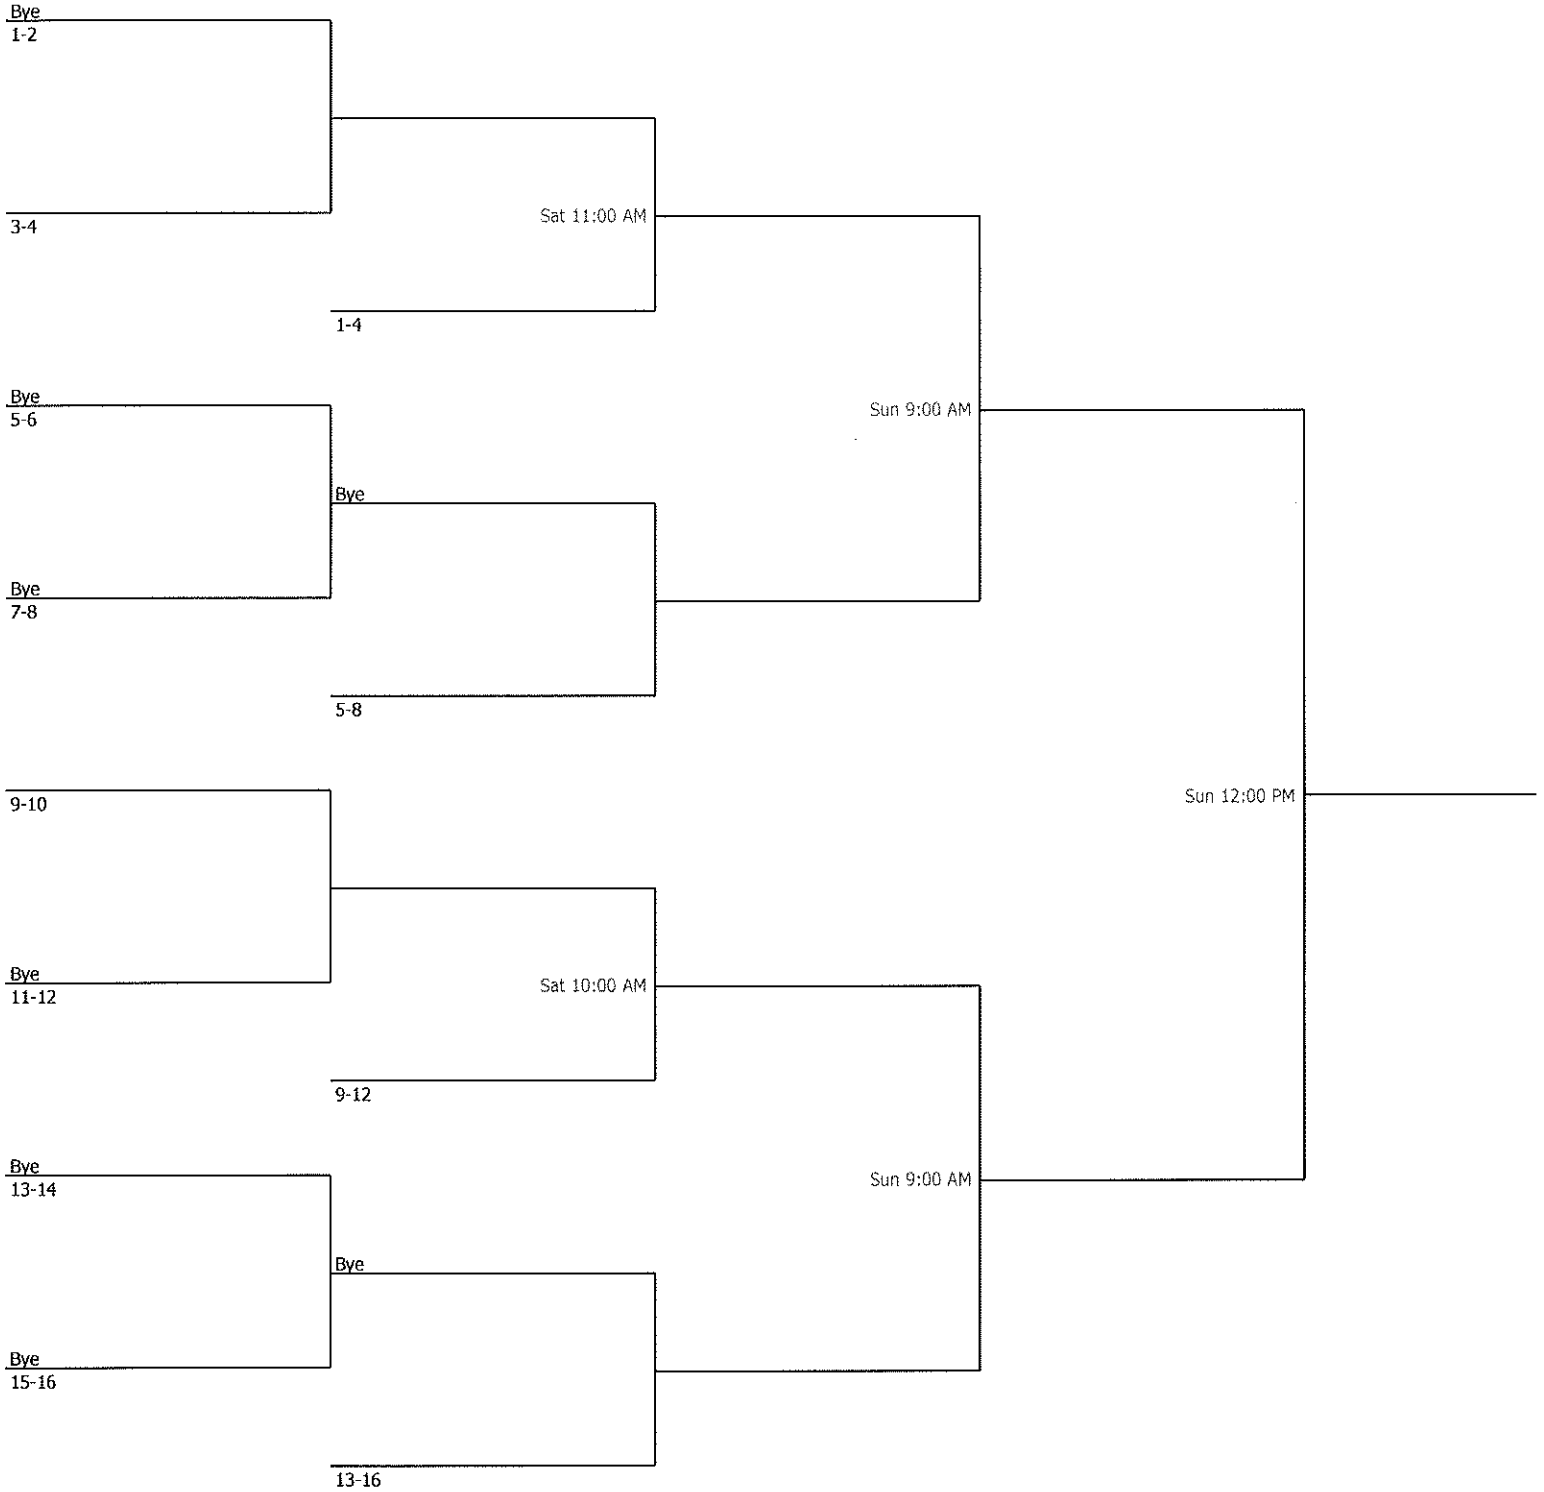 Bye
1-2
3-4
Sat 11:00 AM
1-4
Bye
5-6
Sun 9:00 AM
Bye
Bye
7-8
5-8
9-10
Sun 12:00 PM
Bye
11-12
Sat 10:00 AM
9-12
Bye
13-14
Sun 9:00 AM
Bye
Bye
15-16
13-16